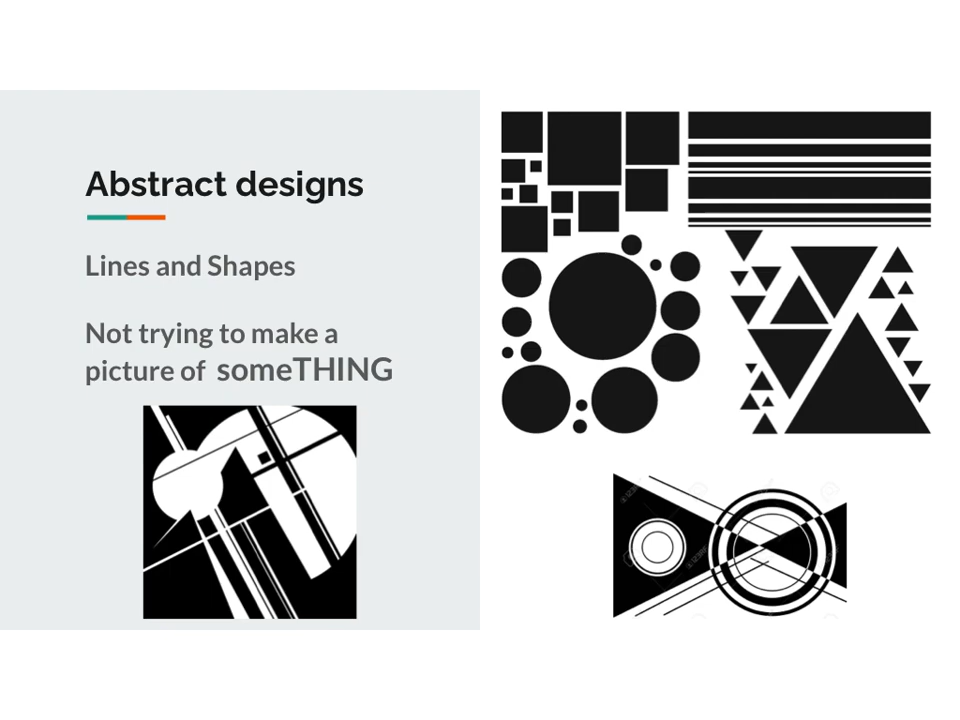 Abstract designs
Lines and Shapes
Not trying to make a
picture of someTHING